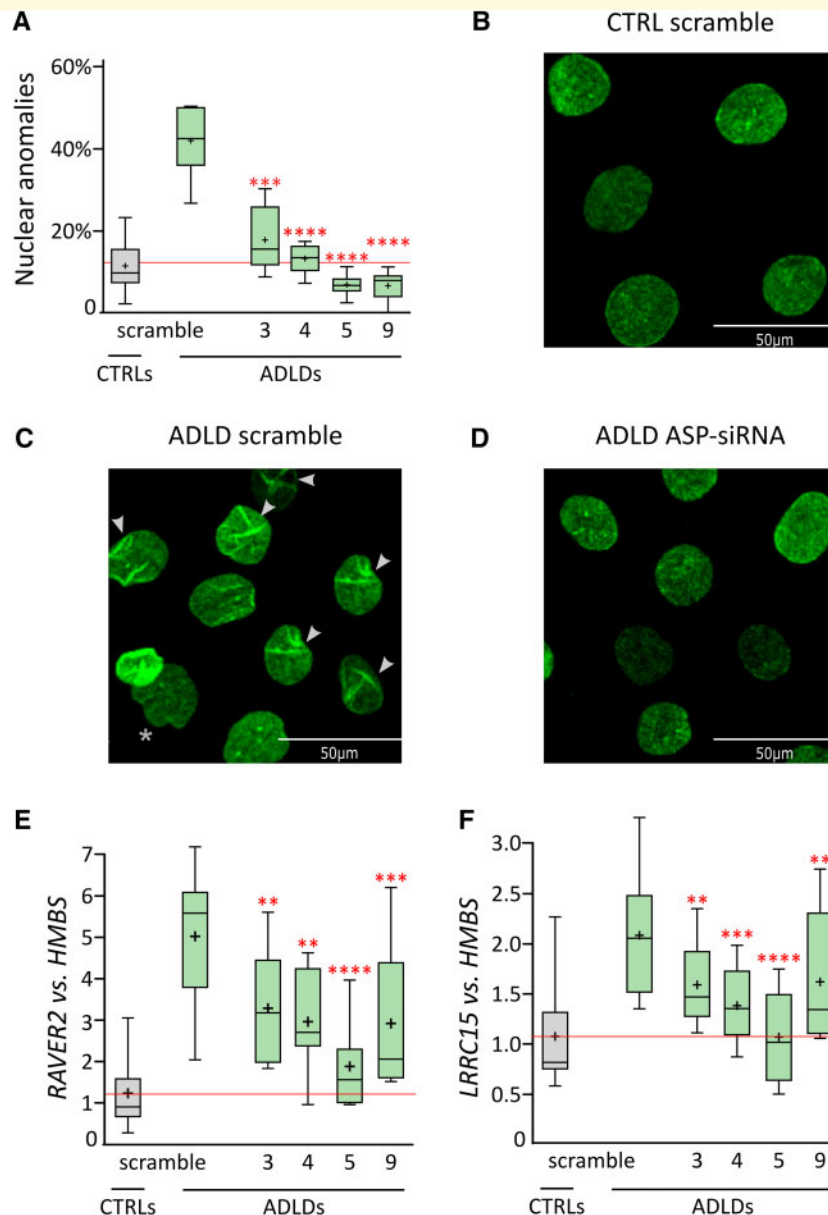 A
Nuclear anomalies
60%
40%
20%
0
***
****
****
****
scramble 3 4 5 9
CTRLs ADLDs
B
CTRL scramble
50µm
C
ADLD scramble
*
50µm
D
ADLD ASP-siRNA
50µm
E
RAVER2 vs. HMBS
7
6
5
4
3
2
1
0
**
**
****
***
scramble 3 4 5 9
CTRLs ADLDs
F
LRRC15 vs. HMBS
3.0
2.5
2.0
1.5
1.0
0.5
0.0
**
***
****
**
scramble 3 4 5 9
CTRLs ADLDs